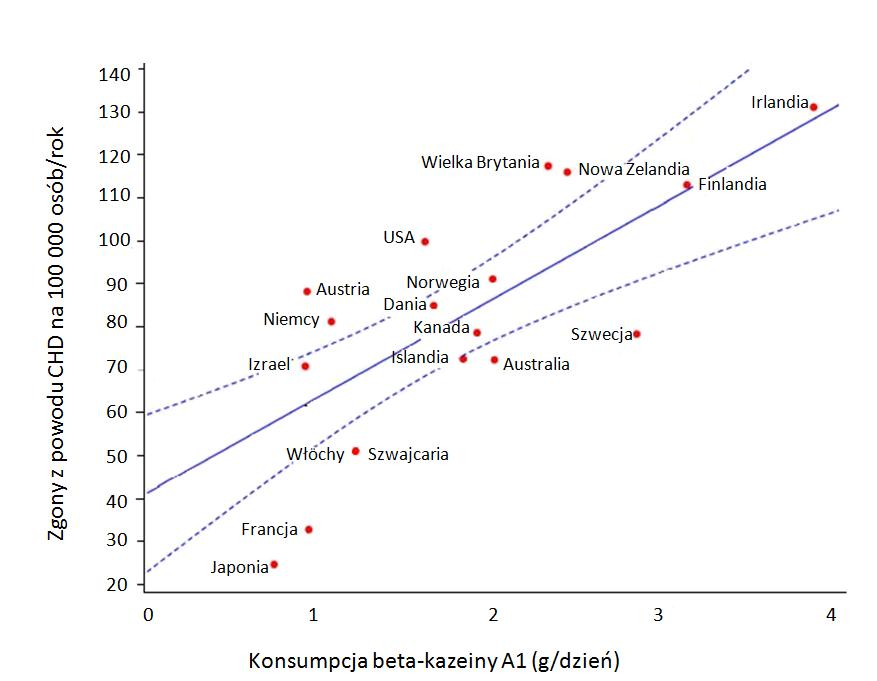 140
130
120
110
100
90
80
70
60
50
40
30
20
Zgony z powodu CHD na 100 000 osób/rok
Irlandia
Wielka Brytania
Nowa Zelandia
Finlandia
USA
Austria
Norwegia
Dania
Niemcy
Kanada
Szwecja
Izrael
Islandia
Australia
Włochy
Szwajcaria
Francja
Japonia
0 1 2 3 4
Konsumpcja beta-kazeiny A1 (g/dzień)